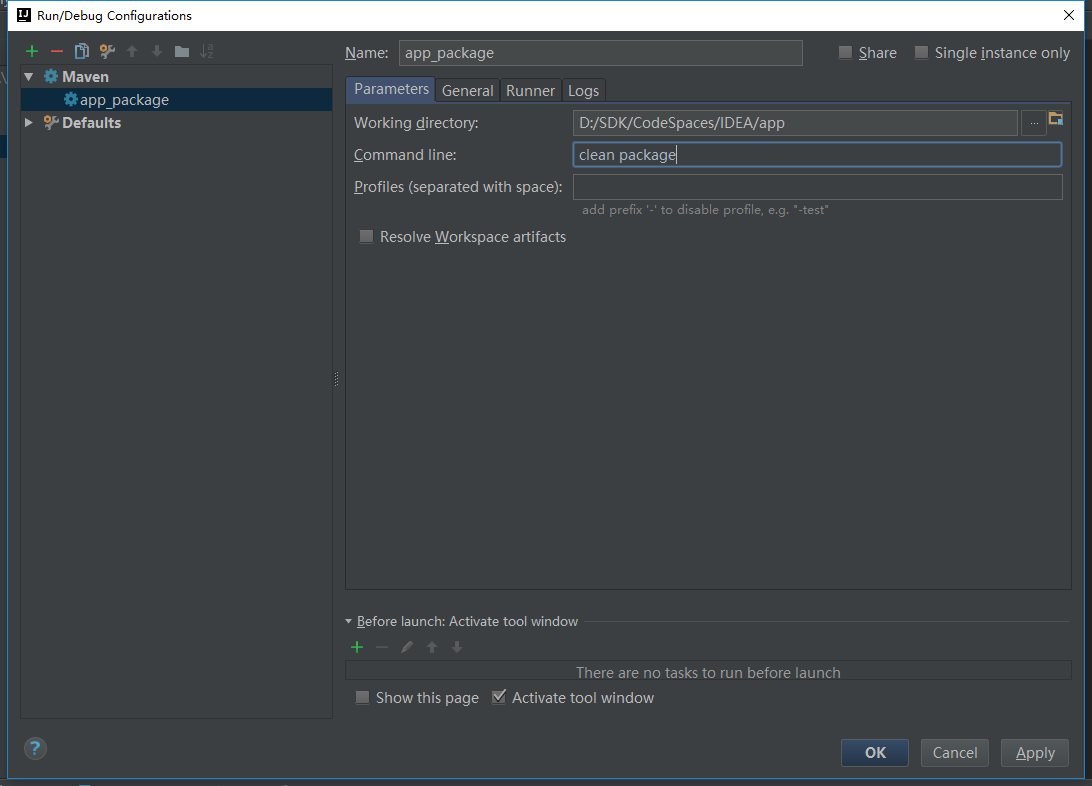 IJ Run/Debug Configurations
Name: app_package Share Single instance only
Maven
app_package
Defaults
Parameters General Runner Logs
Working directory: D:/SDK/CodeSpaces/IDEA/app ...
Command line: clean package
Profiles (separated with space):
add prefix '-' to disable profile, e.g. "-test"
Resolve Workspace artifacts
Before launch: Activate tool window
There are no tasks to run before launch
Show this page Activate tool window
? OK Cancel Apply